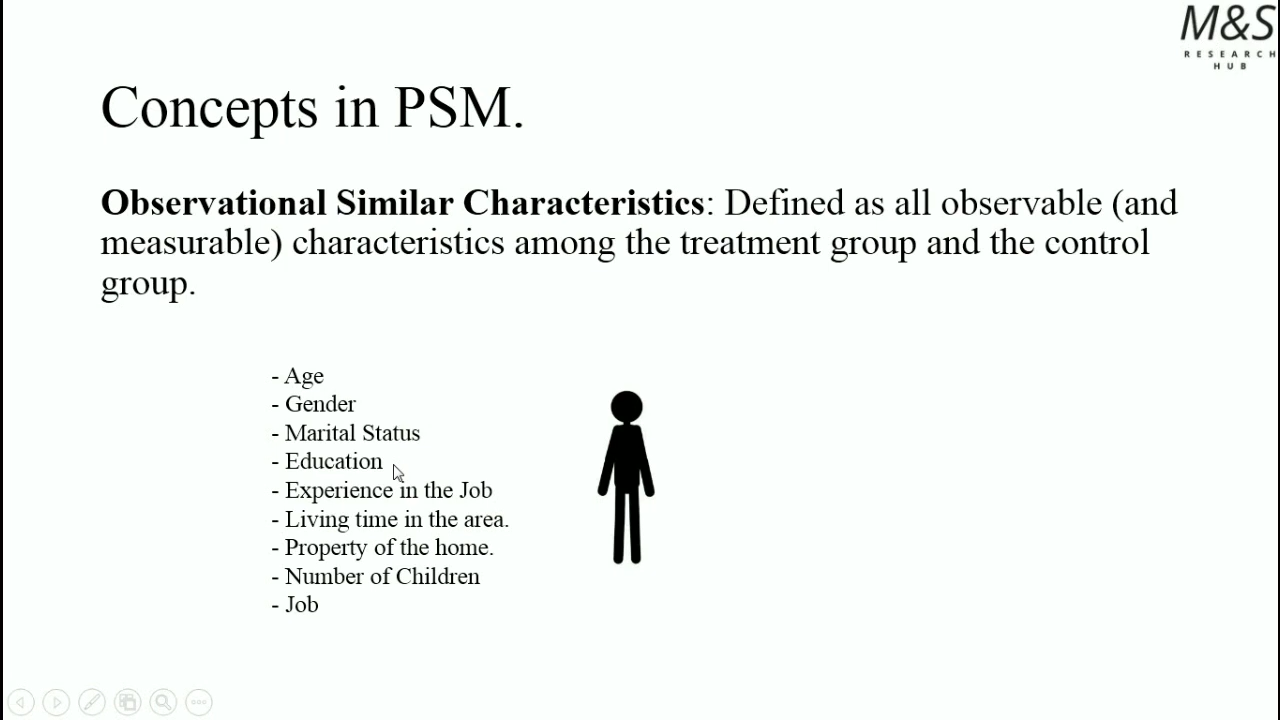 M&S
RESEARCH
HUB
Concepts in PSM.
Observational Similar Characteristics: Defined as all observable (and
measurable) characteristics among the treatment group and the control
group.
- Age
- Gender
- Marital Status
- Education
- Experience in the Job
- Living time in the area.
- Property of the home.
- Number of Children
- Job